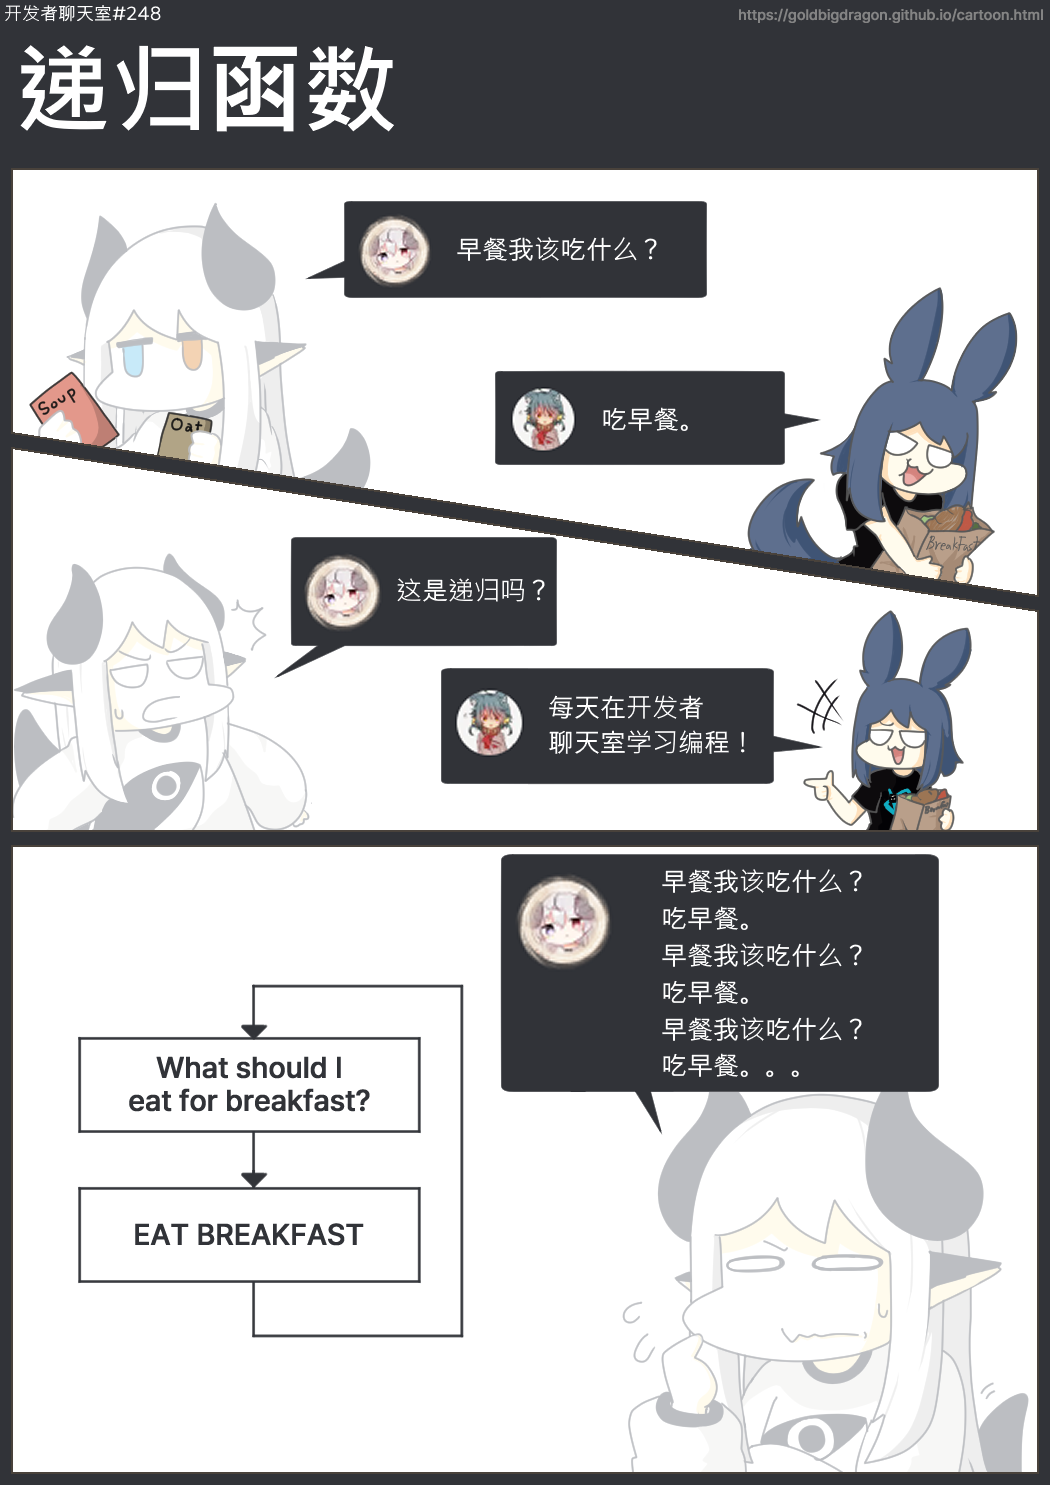 开发者聊天室#248
https://goldbigdragon.github.io/cartoon.html
递归函数
早餐我该吃什么？
Soup
Oat
吃早餐。
Breakfast
这是递归吗？
每天在开发者
聊天室学习编程！
早餐我该吃什么？
吃早餐。
早餐我该吃什么？
吃早餐。
早餐我该吃什么？
吃早餐。。。
What should I
eat for breakfast?
EAT BREAKFAST